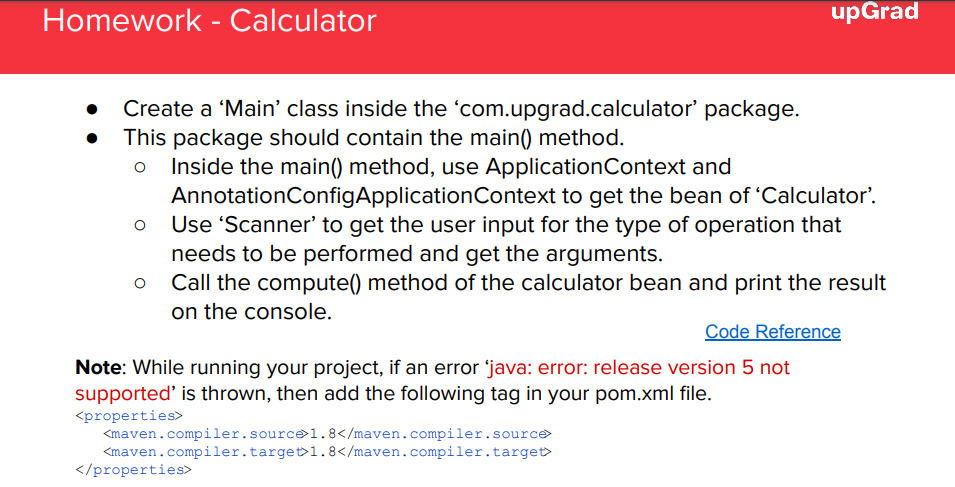 Homework - Calculator
upGrad
● Create a ‘Main’ class inside the ‘com.upgrad.calculator’ package.
● This package should contain the main() method.
○ Inside the main() method, use ApplicationContext and
AnnotationConfigApplicationContext to get the bean of ‘Calculator’.
○ Use ‘Scanner’ to get the user input for the type of operation that
needs to be performed and get the arguments.
○ Call the compute() method of the calculator bean and print the result
on the console.
Code Reference
Note: While running your project, if an error ‘java: error: release version 5 not
supported’ is thrown, then add the following tag in your pom.xml file.
<properties>
<maven.compiler.source>1.8</maven.compiler.source>
<maven.compiler.target>1.8</maven.compiler.target>
</properties>